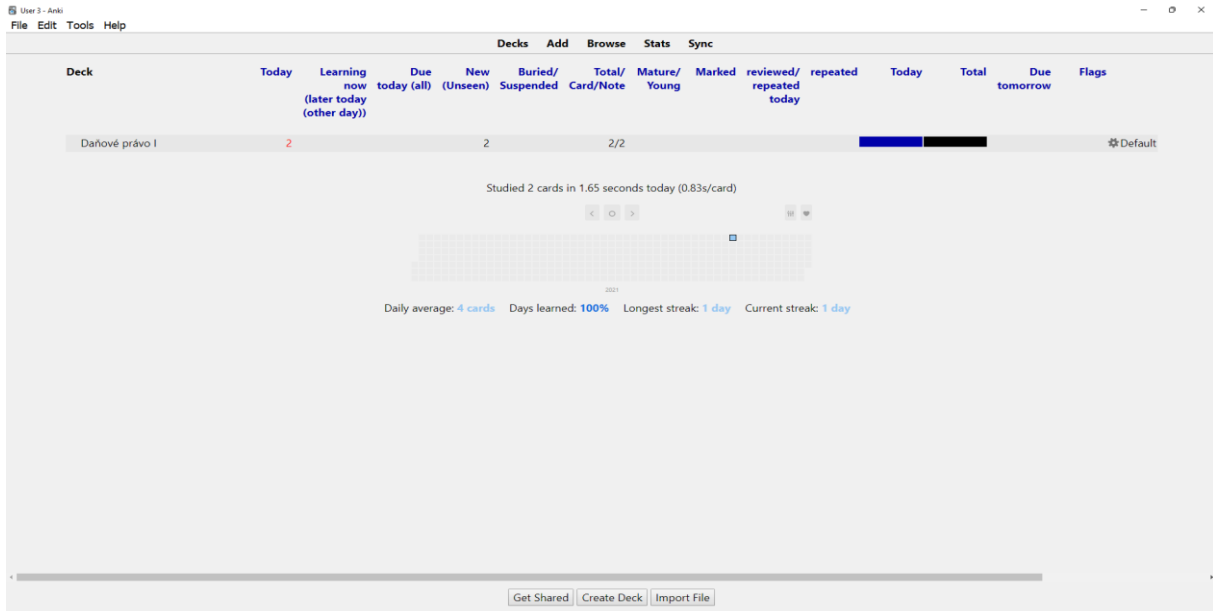 User 3 - Anki
File Edit Tools Help
Decks Add Browse Stats Sync
Deck Today Learning Due New Buried/ Total/ Mature/ Marked reviewed/ repeated Today Total Due Flags
now today (all) (Unseen) Suspended Card/Note Young repeated tomorrow
(later today today
(other day))
Daňové právo I 2 2 2/2 Default
Studied 2 cards in 1.65 seconds today (0.83s/card)
2021
Daily average: 4 cards Days learned: 100% Longest streak: 1 day Current streak: 1 day
Get Shared Create Deck Import File